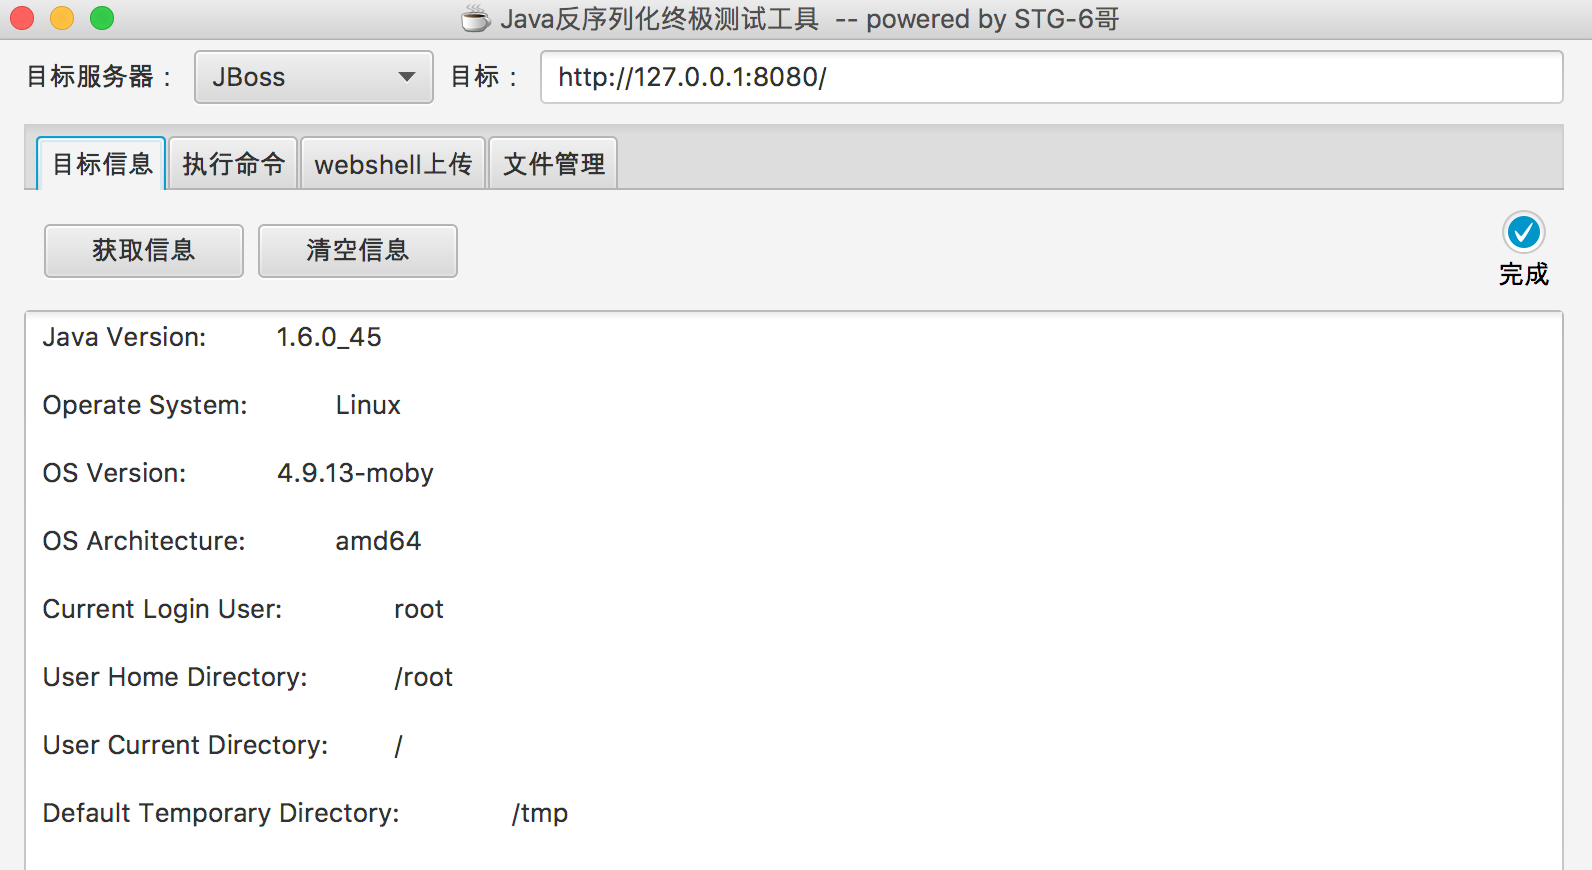 Java反序列化终极测试工具 -- powered by STG-6哥
目标服务器： JBoss 目标： http://127.0.0.1:8080/
目标信息 执行命令 webshell上传 文件管理
获取信息 清空信息
完成
Java Version: 1.6.0_45
Operate System: Linux
OS Version: 4.9.13-moby
OS Architecture: amd64
Current Login User: root
User Home Directory: /root
User Current Directory: /
Default Temporary Directory: /tmp